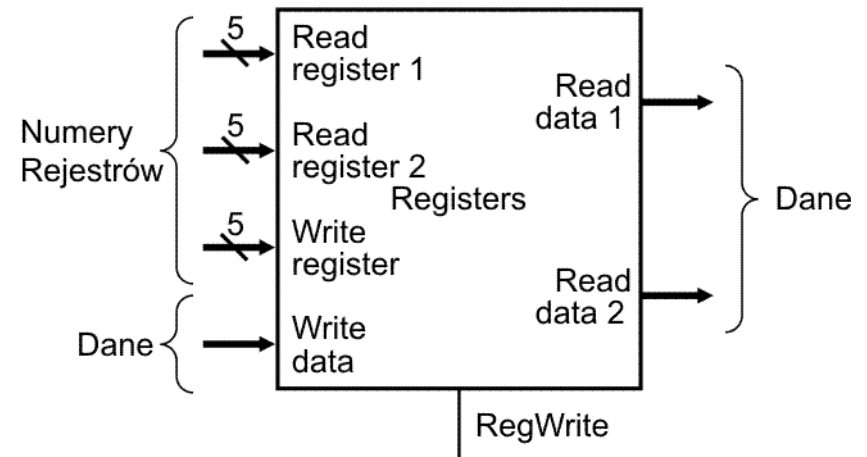 Numery
Rejestrów
Dane
5
Read
register 1
5
Read
register 2
5
Write
register
Write
data
Registers
Read
data 1
Read
data 2
Dane
RegWrite